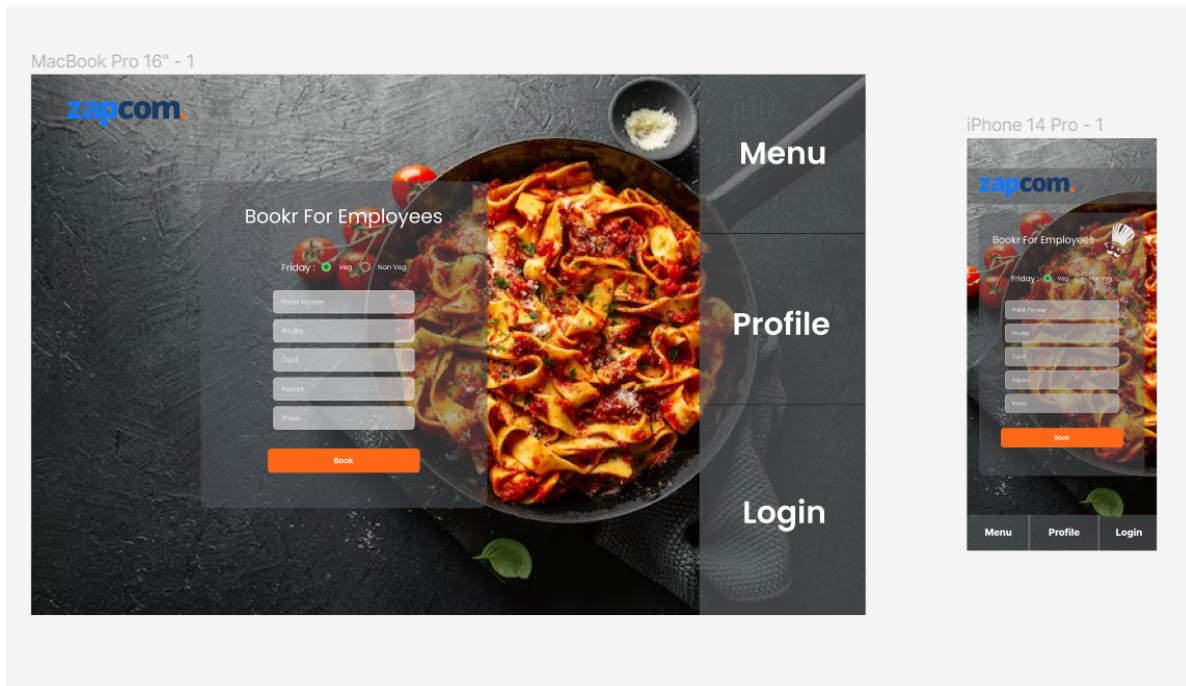 MacBook Pro 16" - 1
zapcom.
Menu
Bookr For Employees
Friday : Veg Non Veg
Palak Paneer
Phulka
Profile
Curd
Papad
Kheer
Book
Login
iPhone 14 Pro - 1
zapcom.
Bookr For Employees
Friday : Veg Non Veg
Palak Paneer
Phulka
Curd
Papad
Kheer
Book
Menu Profile Login